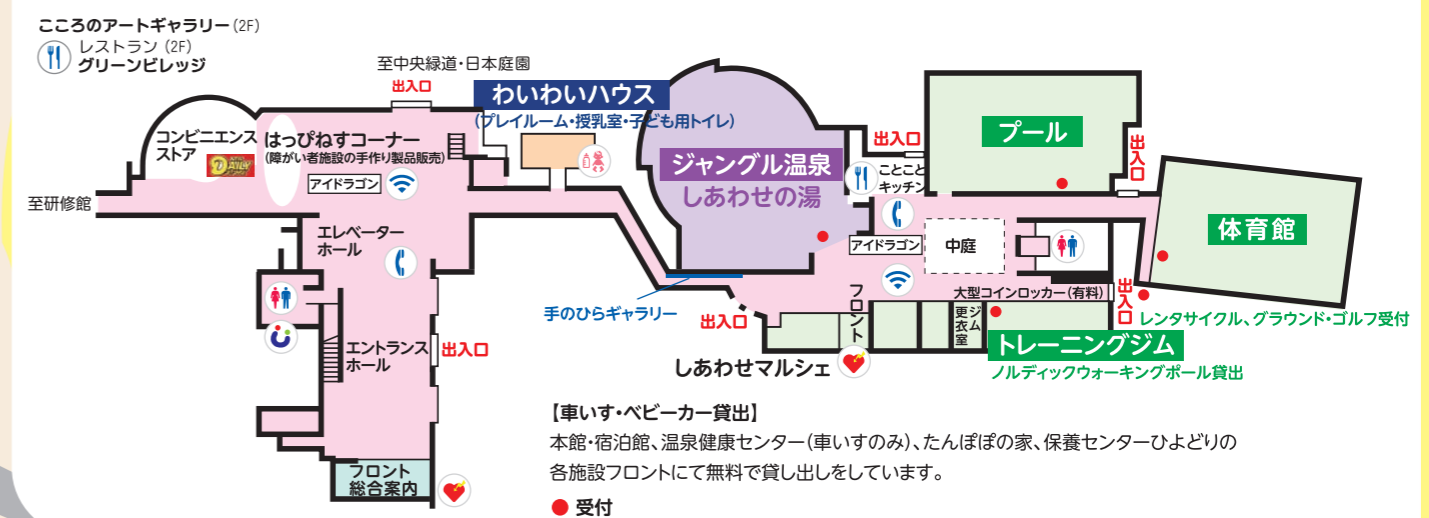 こころのアートギャラリー(2F)
レストラン(2F)
グリーンビレッジ
至中央緑道・日本庭園
出入口
わいわいハウス
(プレイルーム・授乳室・子ども用トイレ)
コンビニエンス
ストア
DAILY
はっぴねすコーナー
(障がい者施設の手作り製品販売)
アイドラゴン
至研修館
エレベーター
ホール
エントランス
ホール
出入口
フロント
総合案内
手のひらギャラリー
ジャングル温泉
しあわせの湯
出入口
ことこと
キッチン
プール
出入口
体育館
アイドラゴン
中庭
大型コインロッカー(有料)
出入口
フロント
ジム
更衣室
出入口
レンタサイクル、グラウンド・ゴルフ受付
トレーニングジム
ノルディックウォーキングポール貸出
しあわせマルシェ
【車いす・ベビーカー貸出】
本館・宿泊館、温泉健康センター(車いすのみ)、たんぽぽの家、保養センターひよどりの
各施設フロントにて無料で貸し出しをしています。
受付